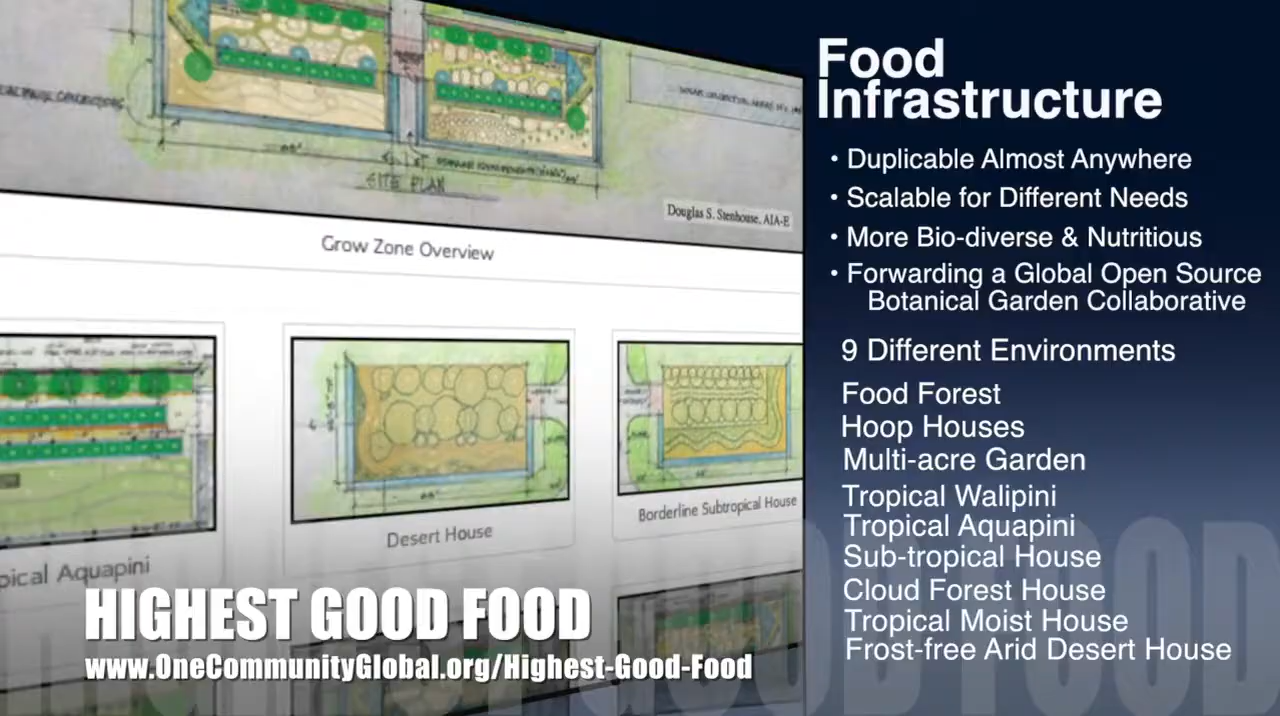 SITE PLAN
Douglas S. Stenhouse, AIA-E
Grow Zone Overview
pical Aquapini
Desert House
Borderline Subtropical House
HIGHEST GOOD FOOD
www.OneCommunityGlobal.org/Highest-Good-Food
Food
Infrastructure
• Duplicable Almost Anywhere
• Scalable for Different Needs
• More Bio-diverse & Nutritious
• Forwarding a Global Open Source
Botanical Garden Collaborative
9 Different Environments
Food Forest
Hoop Houses
Multi-acre Garden
Tropical Walipini
Tropical Aquapini
Sub-tropical House
Cloud Forest House
Tropical Moist House
Frost-free Arid Desert House